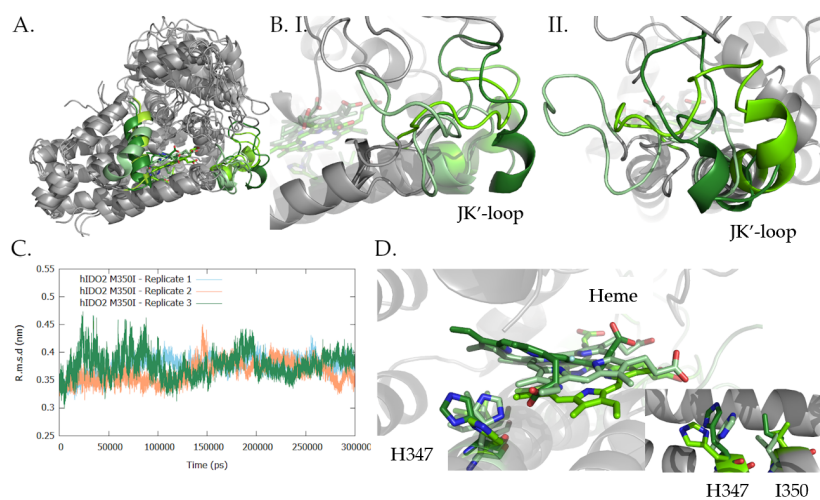 A.
B. I.
II.
JK′-loop
JK′-loop
C.
0.55
0.5
0.45
0.40
0.35
0.30
0.25
R.m.s.d (nm)
hIDO2 M350I - Replicate 1
hIDO2 M350I - Replicate 2
hIDO2 M350I - Replicate 3
0 50000 100000 150000 200000 250000 300000
Time (ps)
D.
Heme
H347
H347 I350